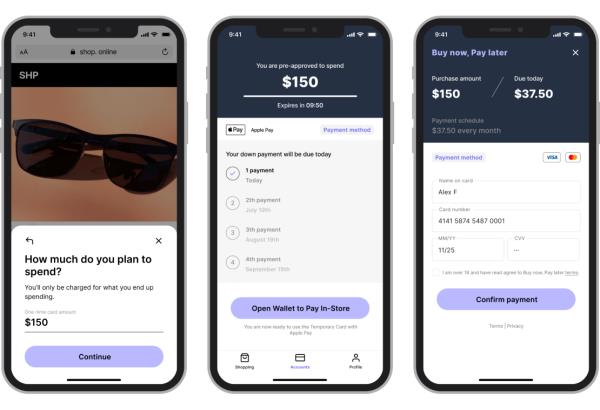 9:41
AA
shop. online
SHP
How much do you plan to
spend?
You'll only be charged for what you end up
spending.
One-time card amount
$150
Continue
9:41
You are pre-approved to spend
$150
Expires in 09:50
Pay
Apple Pay
Payment method
Your down payment will be due today
1 payment
Today
2
2th payment
July 19th
3
3th payment
August 19th
4
4th payment
September 19th
Open Wallet to Pay In-Store
You are now ready to use the Temporary Card with
Apple Pay
Shopping
Accounts
Profile
9:41
Buy now, Pay later
Purchase amount
$150
Due today
$37.50
Payment schedule
$37.50 every month
Payment method
VISA
Name on card
Alex F
Card number
4141 5874 5487 0001
MM/YY
11/25
CVV
...
I am over 18 and have read agree to Buy now, Pay later terms
Confirm payment
Terms | Privacy